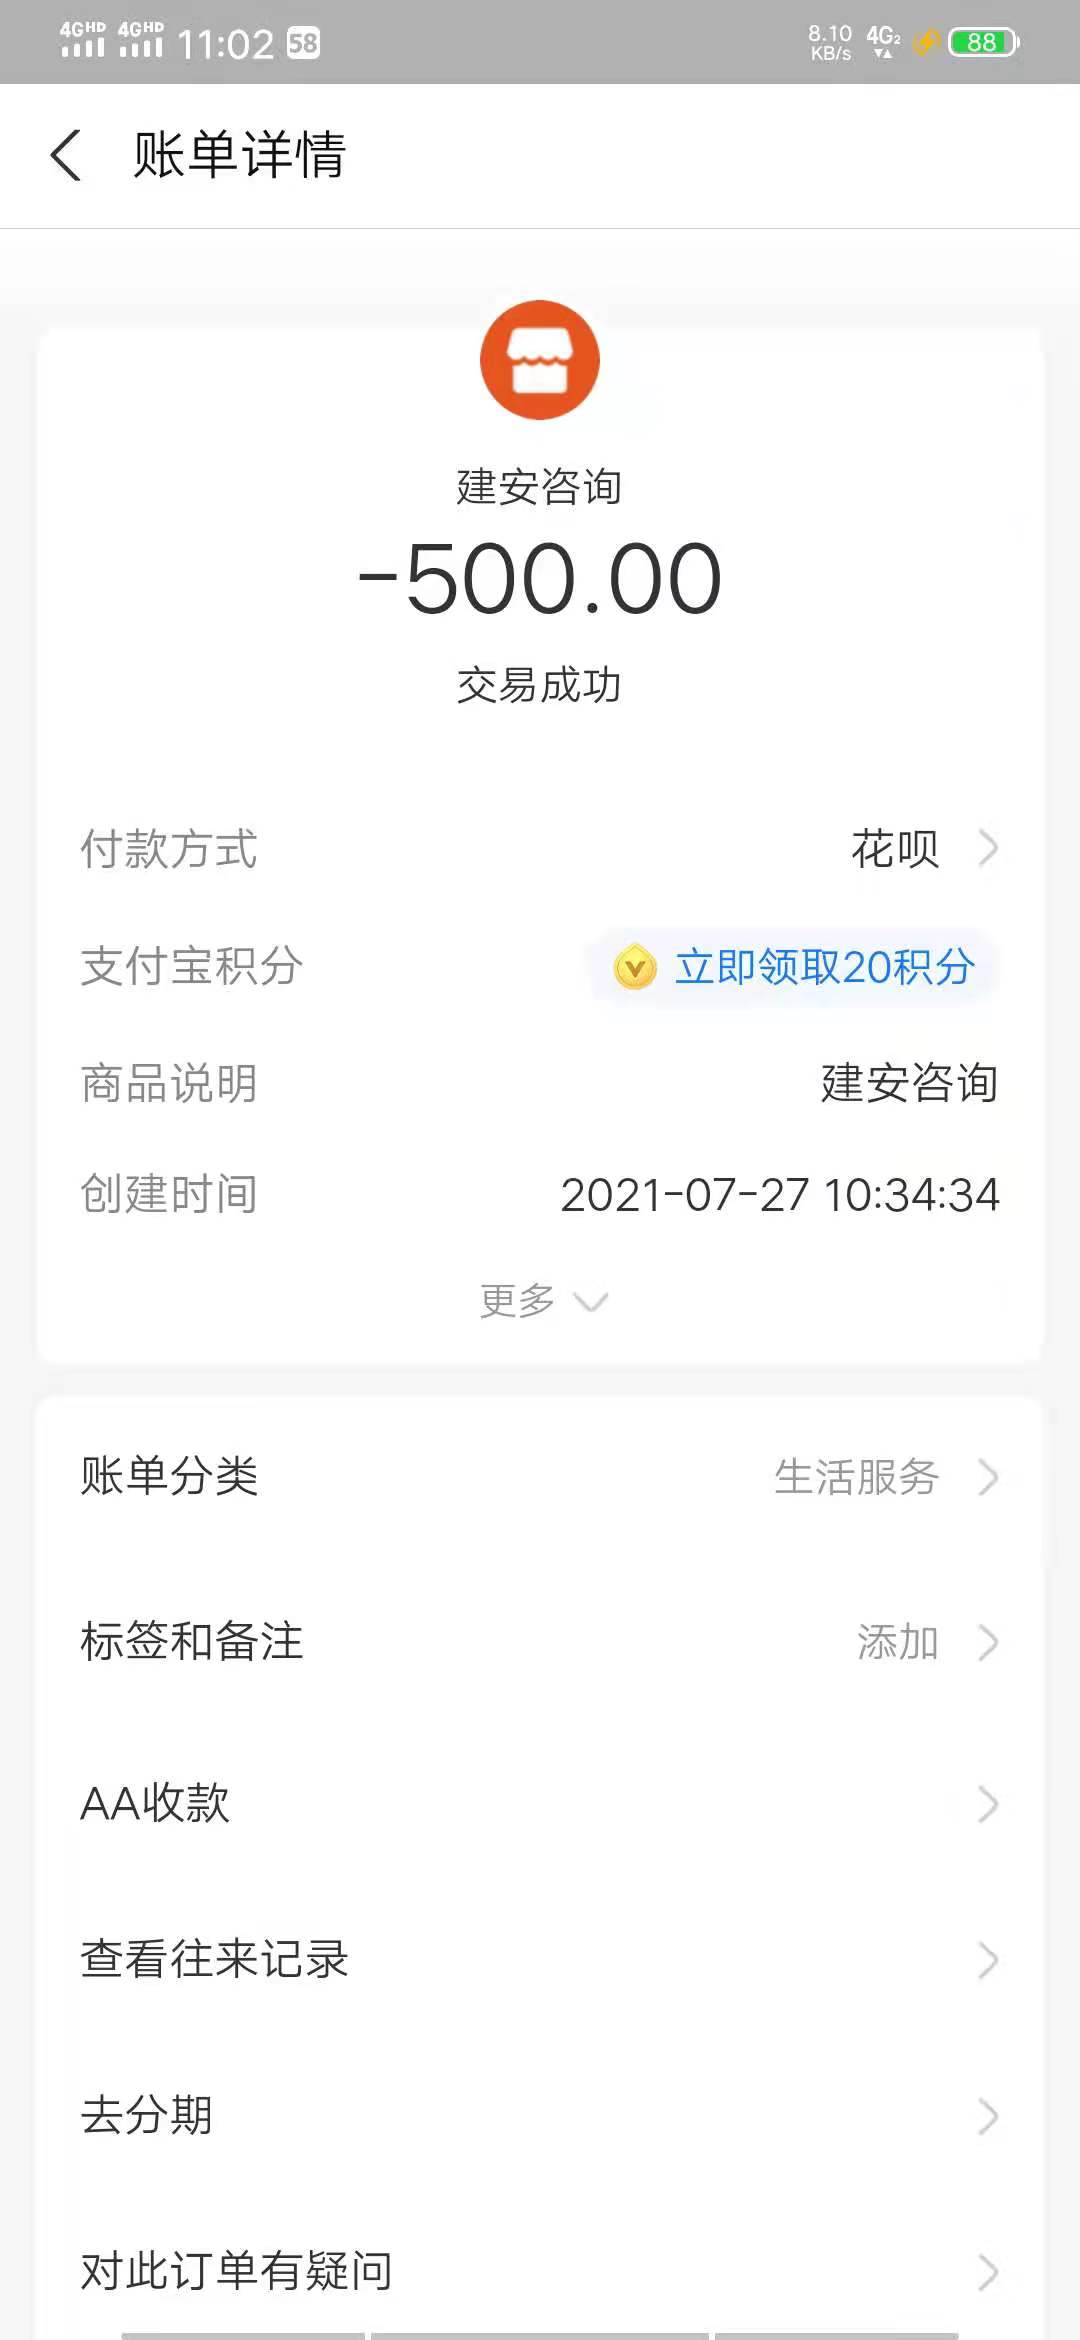 4GHD 4GHD 11:02 58 8.10 KB/s 4G2 88
账单详情
建安咨询
-500.00
交易成功
付款方式 花呗
支付宝积分 立即领取20积分
商品说明 建安咨询
创建时间 2021-07-27 10:34:34
更多
账单分类 生活服务
标签和备注 添加
AA收款
查看往来记录
去分期
对此订单有疑问